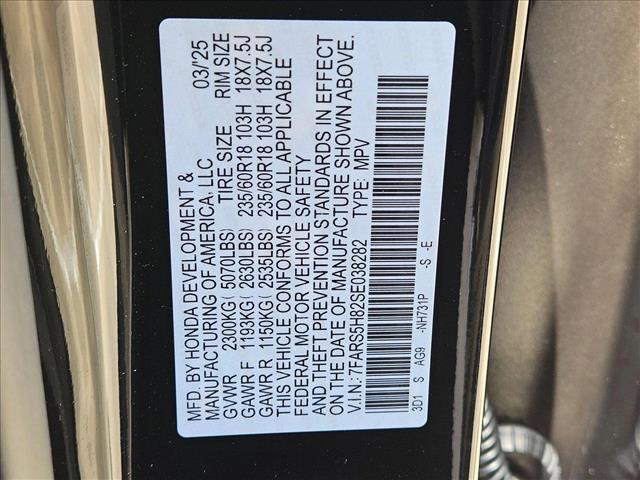 MFD. BY HONDA DEVELOPMENT & 03/'25
MANUFACTURING OF AMERICA, LLC
TIRE SIZE RIM SIZE
GVWR 2300KG( 5070LBS)
GAWR F 1193KG( 2630LBS) 235/60R18 103H 18X7.5J
GAWR R 1150KG( 2535LBS) 235/60R18 103H 18X7.5J
THIS VEHICLE CONFORMS TO ALL APPLICABLE
FEDERAL MOTOR VEHICLE SAFETY
AND THEFT PREVENTION STANDARDS IN EFFECT
ON THE DATE OF MANUFACTURE SHOWN ABOVE.
V.I.N.: 7FARS5H82SE038282 TYPE: MPV
3D1 S AG9 -NH731P -S -E